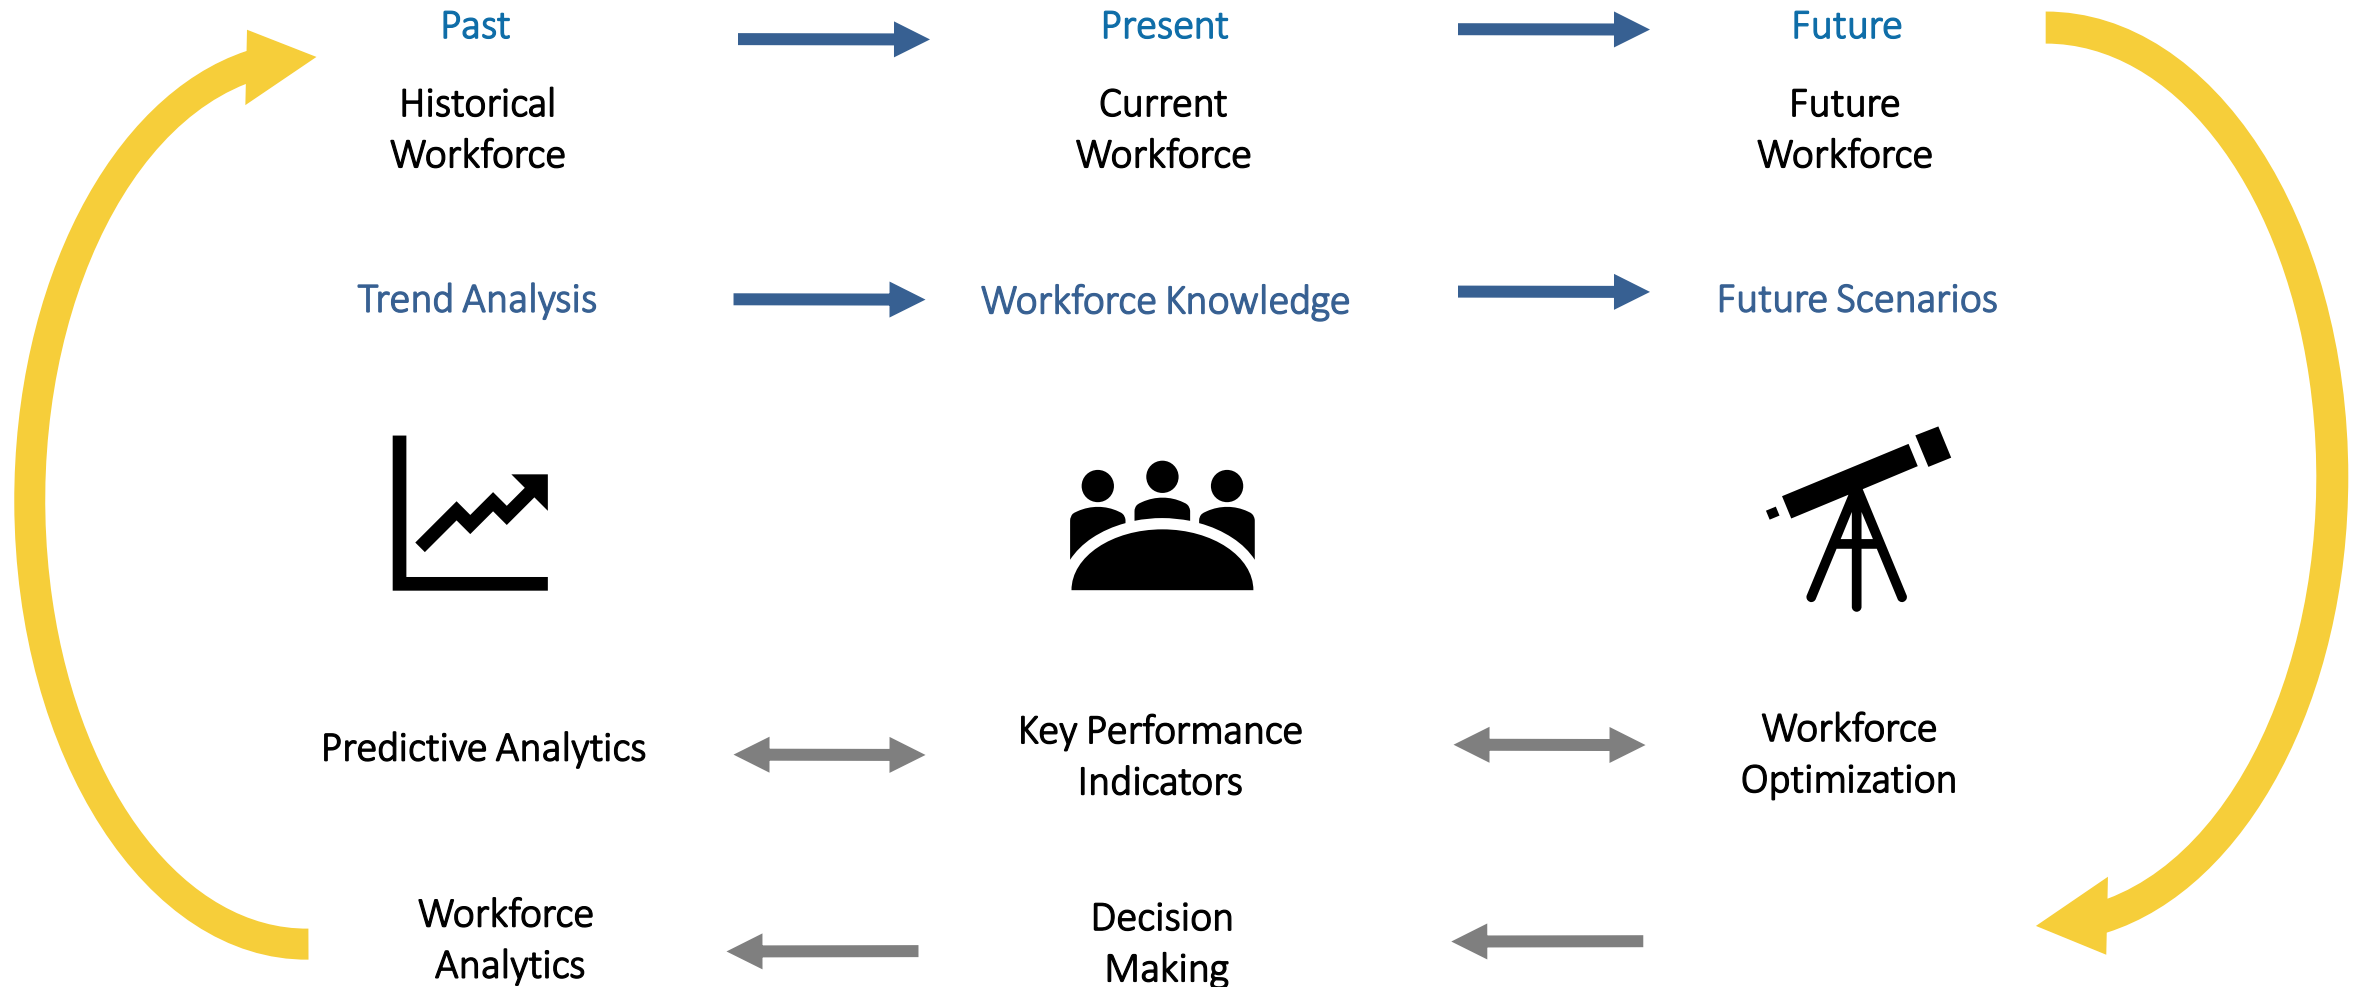 Past
Present
Future
Historical
Workforce
Current
Workforce
Future
Workforce
Trend Analysis
Workforce Knowledge
Future Scenarios
Predictive Analytics
Key Performance
Indicators
Workforce
Optimization
Workforce
Analytics
Decision
Making